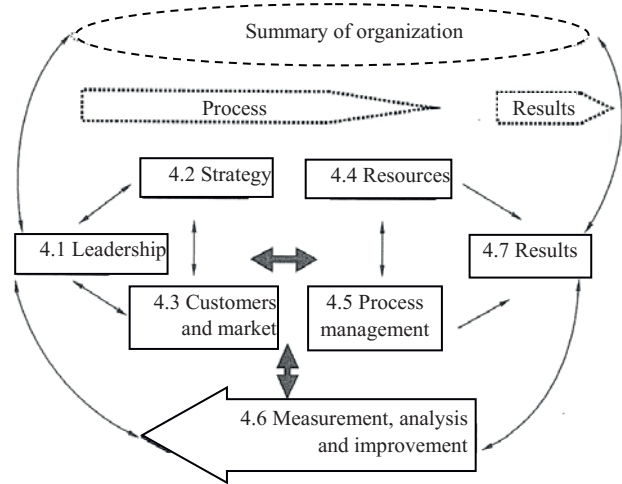 Summary of organization
Process
Results
4.2 Strategy
4.4 Resources
4.1 Leadership
4.7 Results
4.3 Customers
and market
4.5 Process
management
4.6 Measurement, analysis
and improvement